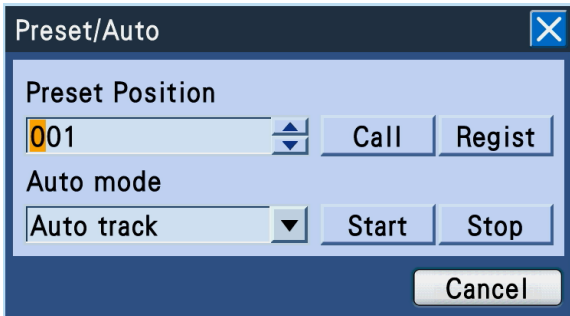 Preset/Auto
Preset Position
001 Call Regist
Auto mode
Auto track Start Stop
Cancel